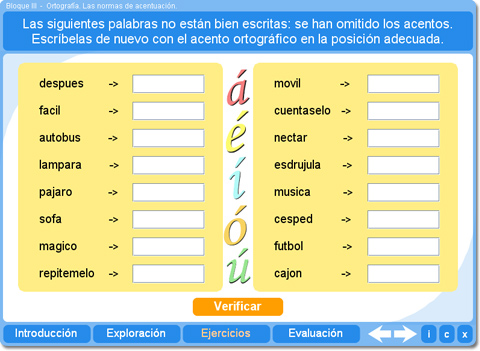 Bloque III - Ortografía. Las normas de acentuación.
Las siguientes palabras no están bien escritas: se han omitido los acentos.
Escríbelas de nuevo con el acento ortográfico en la posición adecuada.
despues ->
facil ->
autobus ->
lampara ->
pajaro ->
sofa ->
magico ->
repitemelo ->
á
é
í
ó
ú
movil ->
cuentaselo ->
nectar ->
esdrujula ->
musica ->
cesped ->
futbol ->
cajon ->
Verificar
Introducción Exploración Ejercicios Evaluación i c x